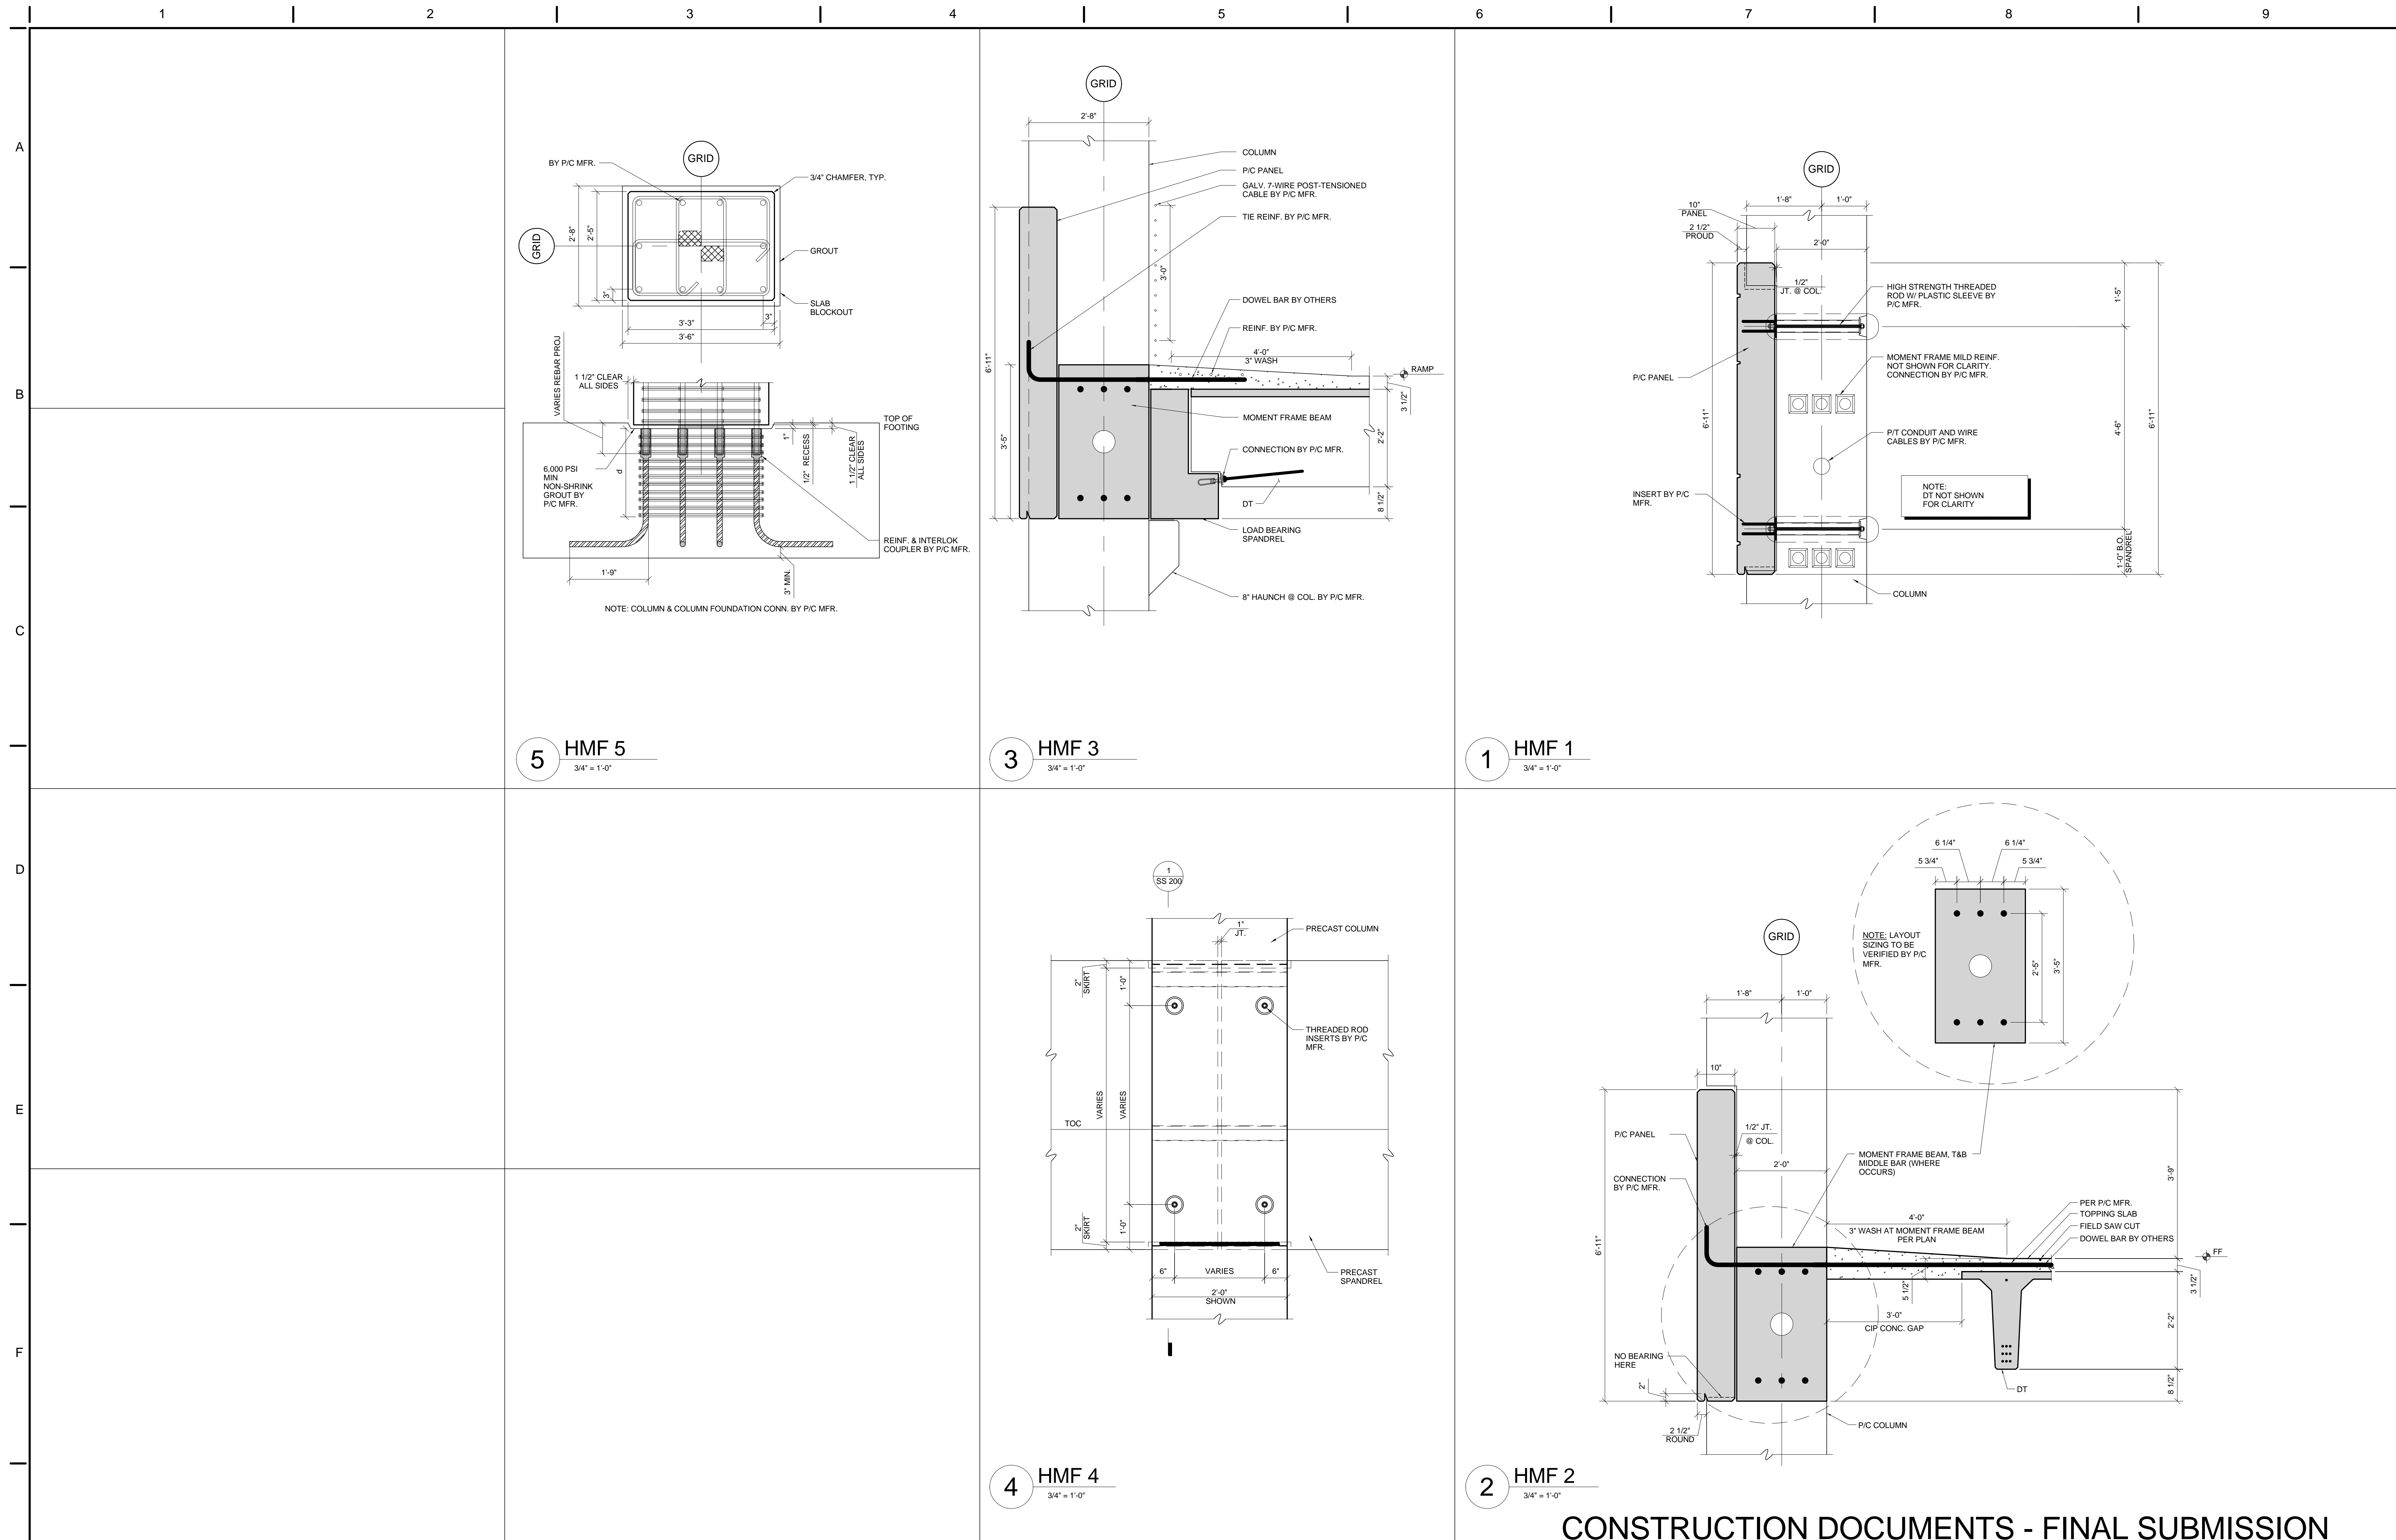 1
2
3
4
5
6
7
8
9
A
B
C
D
E
F
GRID
BY P/C MFR.
3/4" CHAMFER, TYP.
GRID
2'-8"
2'-5"
GROUT
3"
SLAB
BLOCKOUT
3"
3'-3"
3'-6"
VARIES REBAR PROJ
1 1/2" CLEAR
ALL SIDES
TOP OF
FOOTING
6,000 PSI
MIN
NON-SHRINK
GROUT BY
P/C MFR.
d
1"
1/2" RECESS
1 1/2" CLEAR
ALL SIDES
REINF. & INTERLOK
COUPLER BY P/C MFR.
1'-9"
3" MIN.
NOTE: COLUMN & COLUMN FOUNDATION CONN. BY P/C MFR.
5
HMF 5
3/4" = 1'-0"
GRID
2'-8"
COLUMN
P/C PANEL
GALV. 7-WIRE POST-TENSIONED
CABLE BY P/C MFR.
TIE REINF. BY P/C MFR.
3'-0"
DOWEL BAR BY OTHERS
REINF. BY P/C MFR.
4'-0"
3" WASH
RAMP
6'-11"
3'-5"
3 1/2"
MOMENT FRAME BEAM
2'-2"
CONNECTION BY P/C MFR.
DT
8 1/2"
LOAD BEARING
SPANDREL
8" HAUNCH @ COL. BY P/C MFR.
3
HMF 3
3/4" = 1'-0"
GRID
1'-8"
1'-0"
10"
PANEL
2 1/2"
PROUD
2'-0"
1/2"
JT. @ COL.
HIGH STRENGTH THREADED
ROD W/ PLASTIC SLEEVE BY
P/C MFR.
1'-5"
MOMENT FRAME MILD REINF.
NOT SHOWN FOR CLARITY.
CONNECTION BY P/C MFR.
P/C PANEL
6'-11"
4'-6"
6'-11"
P/T CONDUIT AND WIRE
CABLES BY P/C MFR.
NOTE:
DT NOT SHOWN
FOR CLARITY
INSERT BY P/C
MFR.
1'-0" B.O.
SPANDREL
COLUMN
1
HMF 1
3/4" = 1'-0"
1
SS 200
1"
JT.
PRECAST COLUMN
2"
SKIRT
1'-0"
THREADED ROD
INSERTS BY P/C
MFR.
VARIES
VARIES
TOC
2"
SKIRT
1'-0"
6"
VARIES
6"
PRECAST
SPANDREL
2'-0"
SHOWN
4
HMF 4
3/4" = 1'-0"
6 1/4"
6 1/4"
5 3/4"
5 3/4"
GRID
NOTE: LAYOUT
SIZING TO BE
VERIFIED BY P/C
MFR.
2'-5"
3'-5"
1'-8"
1'-0"
10"
P/C PANEL
1/2" JT.
@ COL.
MOMENT FRAME BEAM, T&B
MIDDLE BAR (WHERE
OCCURS)
2'-0"
CONNECTION
BY P/C MFR.
3'-9"
PER P/C MFR.
TOPPING SLAB
FIELD SAW CUT
DOWEL BAR BY OTHERS
4'-0"
3" WASH AT MOMENT FRAME BEAM
PER PLAN
FF
6'-11"
5 1/2"
3 1/2"
3'-0"
CIP CONC. GAP
2'-2"
NO BEARING
HERE
2"
DT
8 1/2"
P/C COLUMN
2 1/2"
ROUND
2
HMF 2
3/4" = 1'-0"
CONSTRUCTION DOCUMENTS - FINAL SUBMISSION